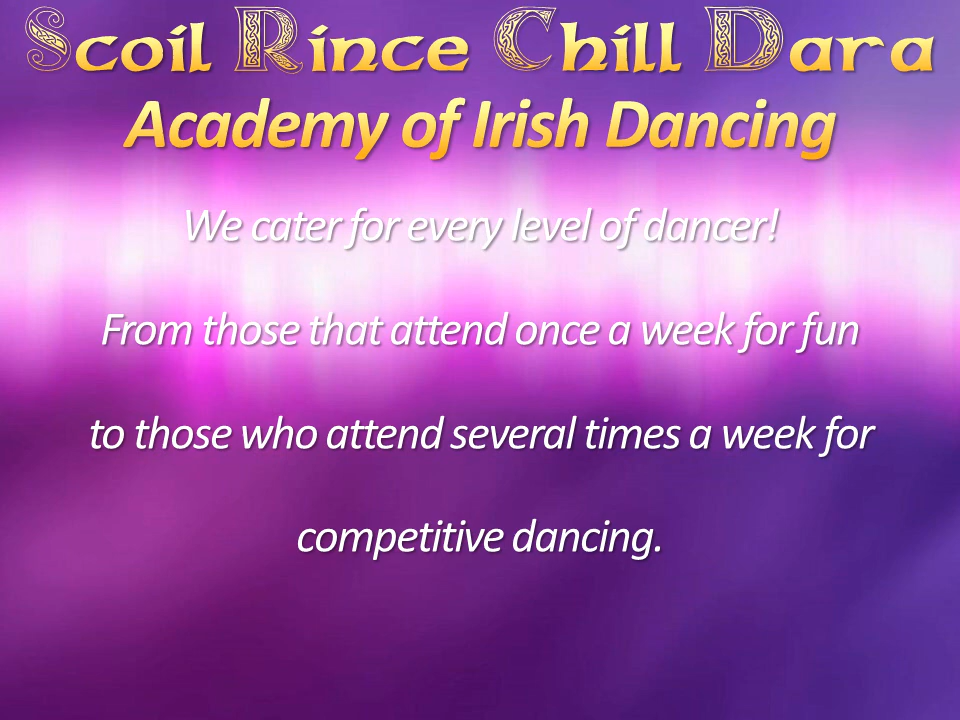 Scoil Rince Chill Dara
Academy of Irish Dancing
We cater for every level of dancer!
From those that attend once a week for fun
to those who attend several times a week for
competitive dancing.